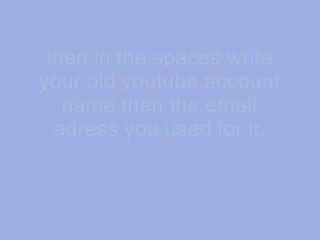 then in the spaces write
your old youtube account
name then the email
adress you used for it.